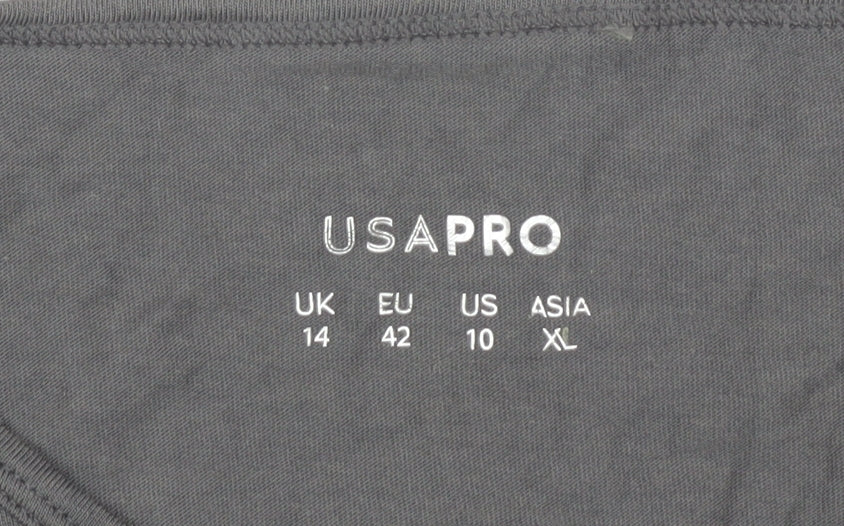 USAPRO
UK EU US ASIA
14 42 10 XL